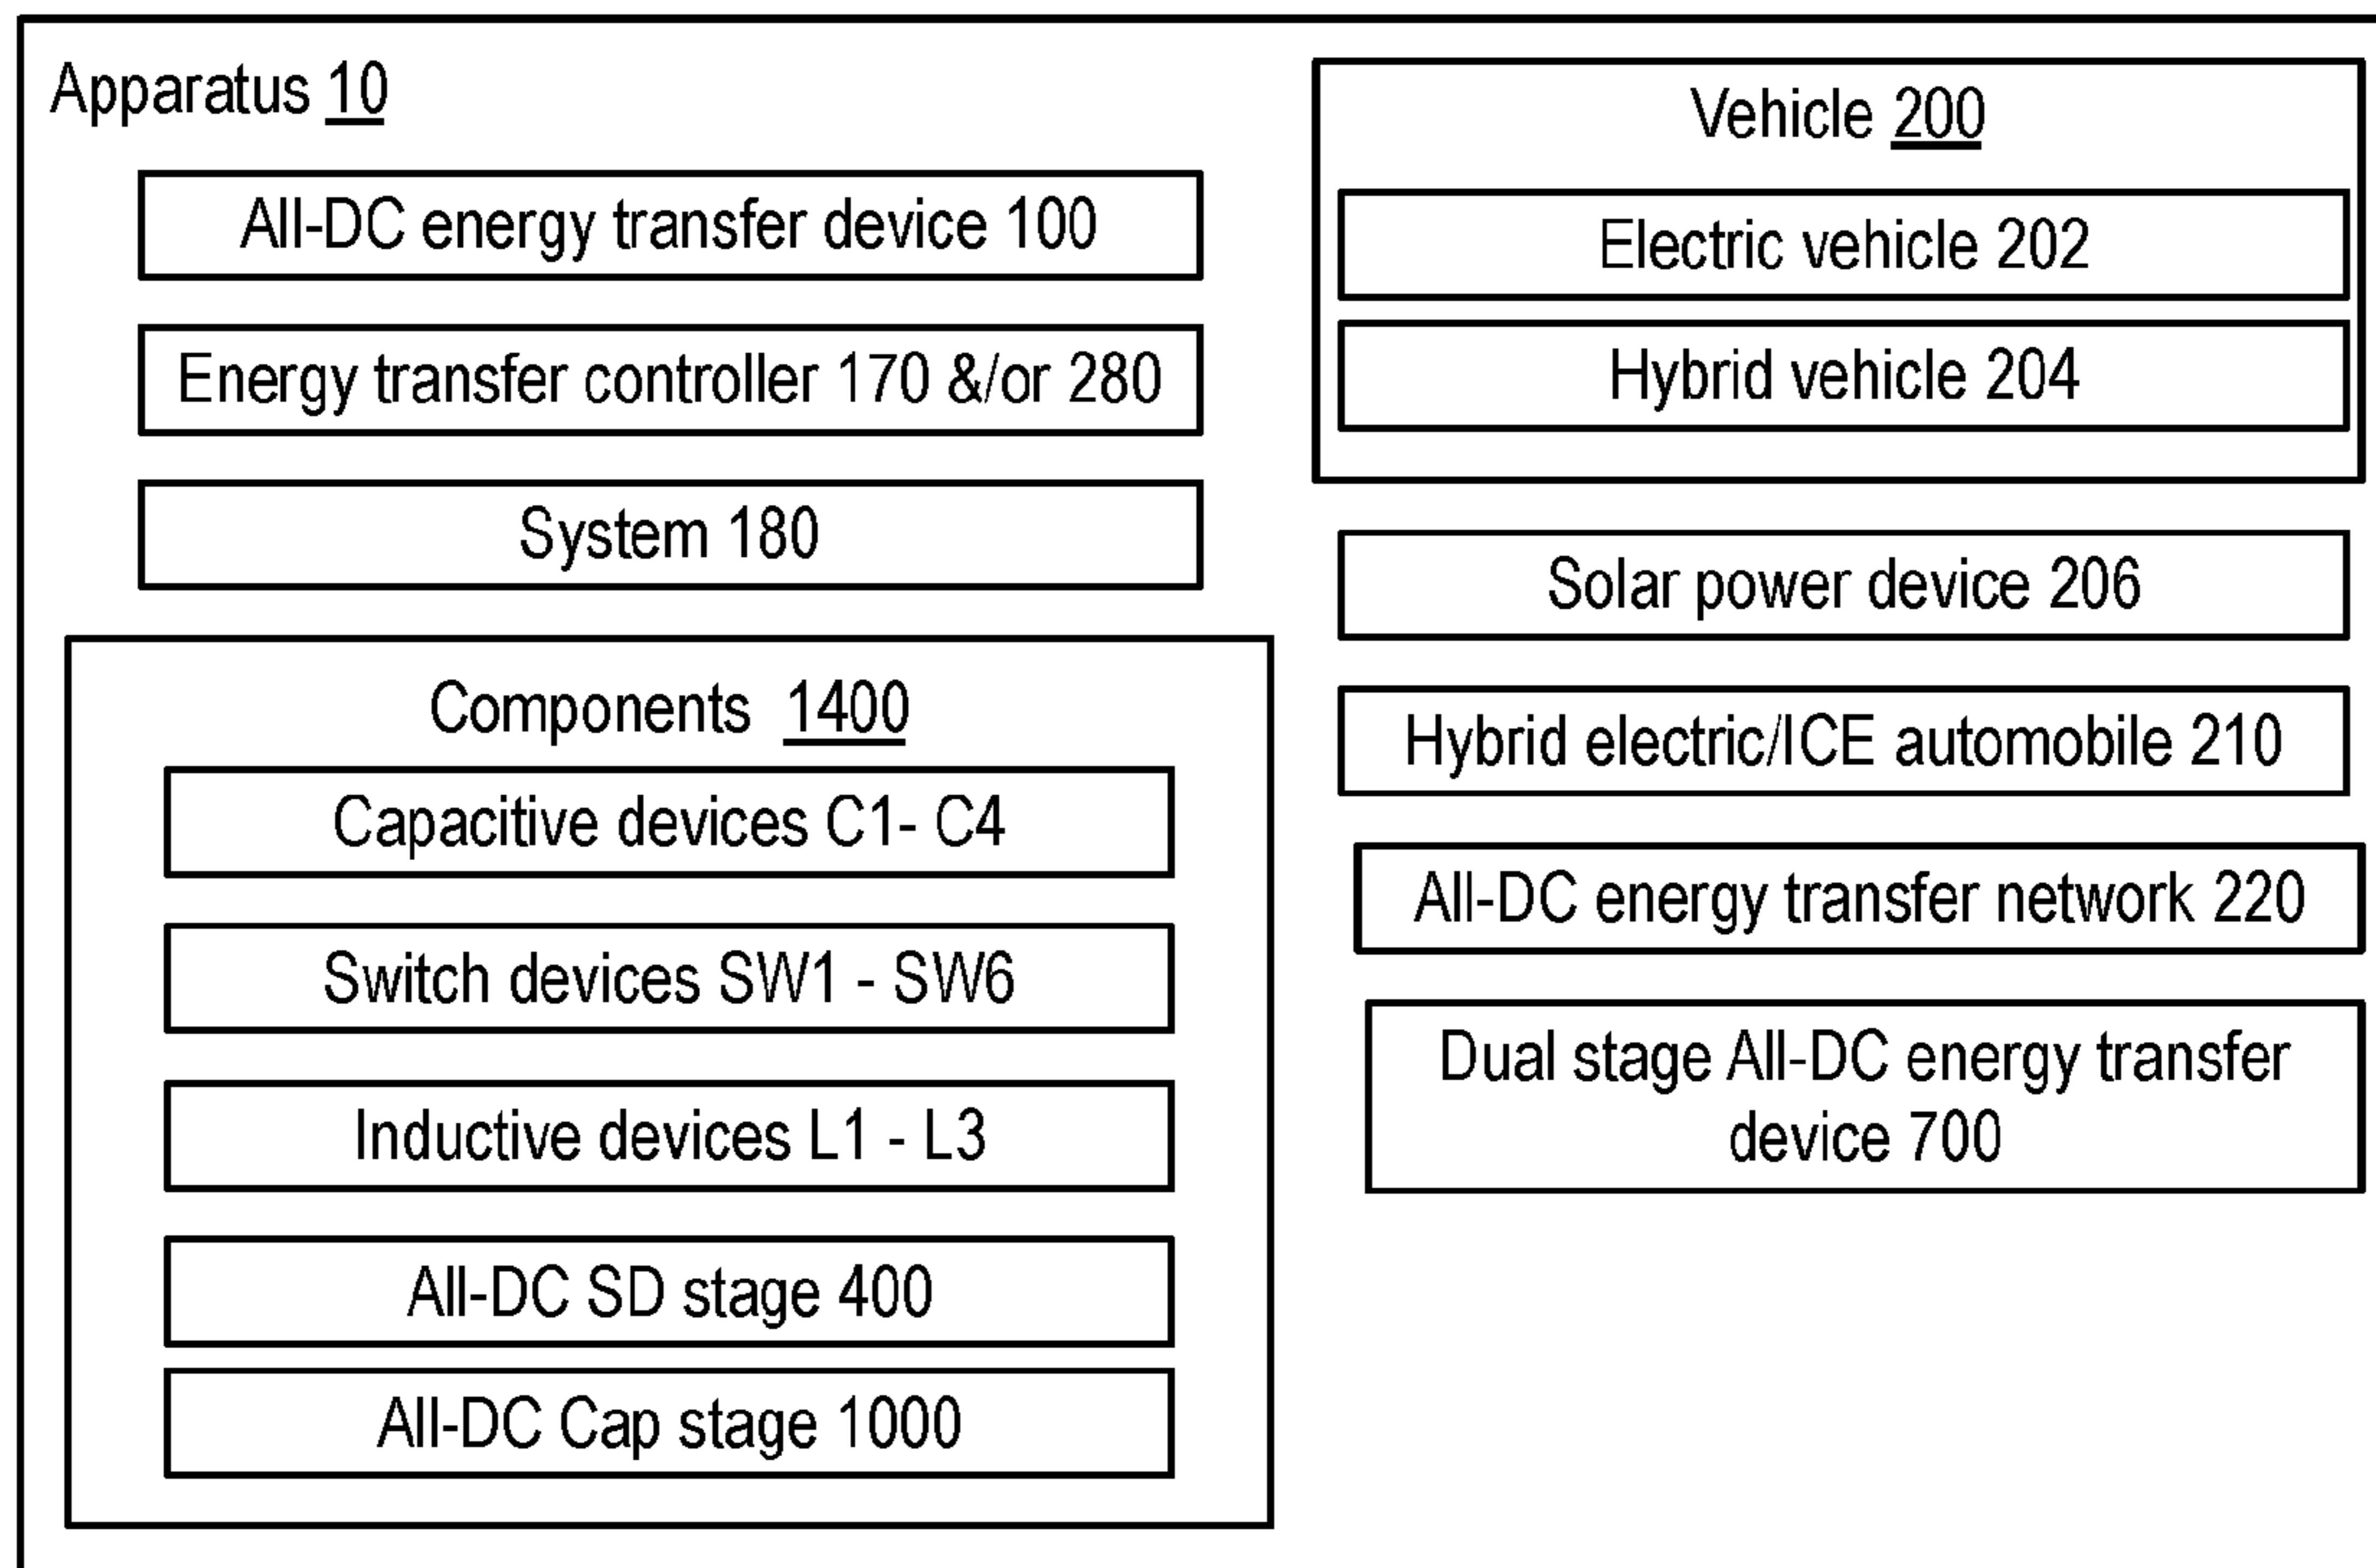 Apparatus 10
All-DC energy transfer device 100
Energy transfer controller 170 &/or 280
System 180
Components 1400
Capacitive devices C1- C4
Switch devices SW1 - SW6
Inductive devices L1 - L3
All-DC SD stage 400
All-DC Cap stage 1000
Vehicle 200
Electric vehicle 202
Hybrid vehicle 204
Solar power device 206
Hybrid electric/ICE automobile 210
All-DC energy transfer network 220
Dual stage All-DC energy transfer
device 700